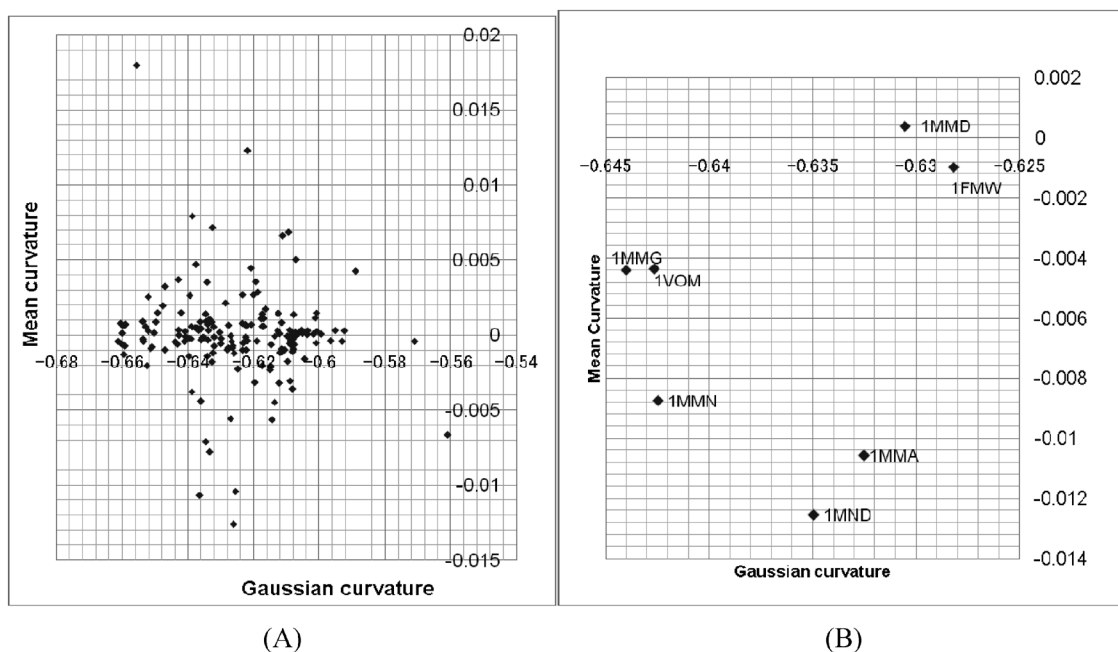 0.02
0.015
0.01
0.005
0
-0.005
-0.01
-0.015
-0.68
-0.66
-0.64
-0.62
-0.6
-0.58
-0.56
-0.54
Mean curvature
Gaussian curvature
(A)
0.002
0
-0.002
-0.004
-0.006
-0.008
-0.01
-0.012
-0.014
-0.645
-0.64
-0.635
-0.63
-0.625
1MMD
1FMW
1MMG
1VOM
1MMN
1MMA
1MND
Mean Curvature
Gaussian curvature
(B)